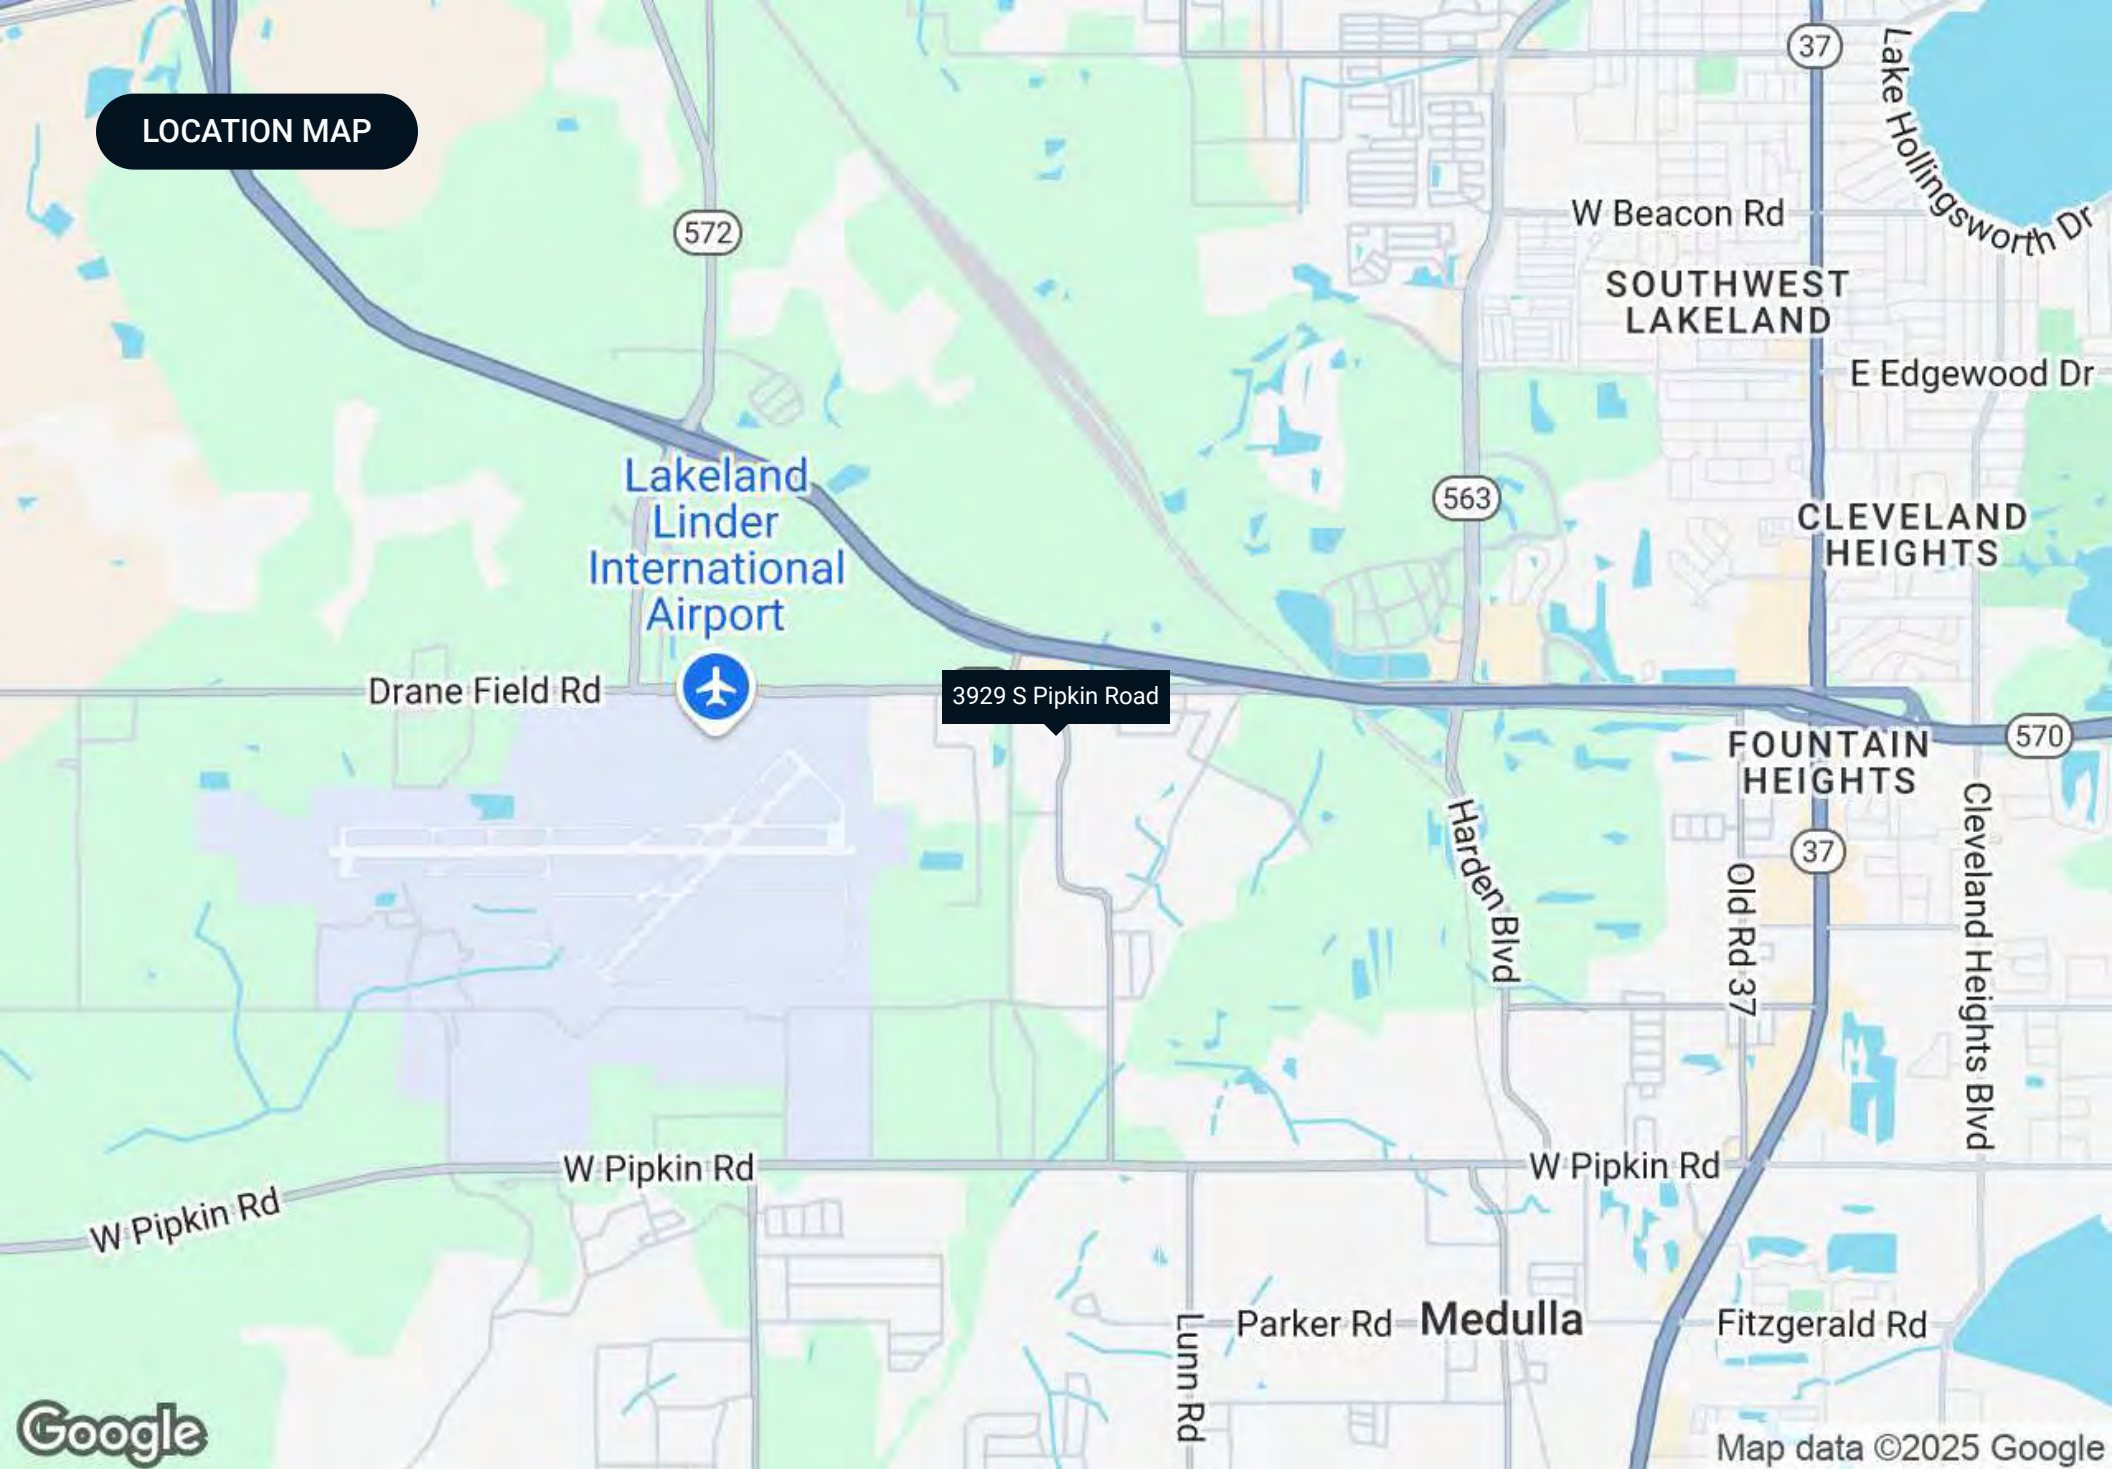 37
Lake Hollingsworth Dr
LOCATION MAP
W Beacon Rd
572
SOUTHWEST
LAKELAND
E Edgewood Dr
Lakeland
Linder
International
Airport
563
CLEVELAND
HEIGHTS
Drane Field Rd
3929 S Pipkin Road
570
FOUNTAIN
HEIGHTS
Harden Blvd
37
Old Rd 37
Cleveland Heights Blvd
W Pipkin Rd
W Pipkin Rd
W Pipkin Rd
Lunn Rd
Parker Rd
Medulla
Fitzgerald Rd
Google
Map data ©2025 Google